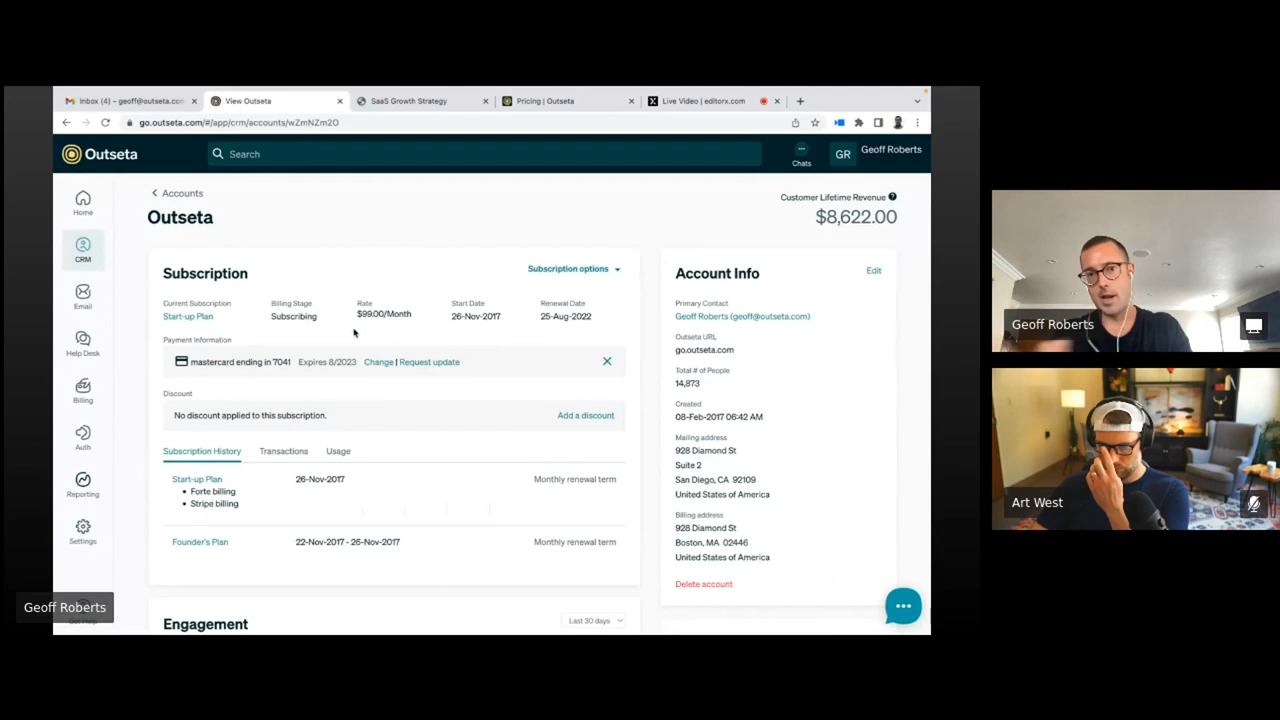 Inbox (4) - geoff@outseta.com
View Outseta
SaaS Growth Strategy
Pricing | Outseta
Live Video | editorx.com
go.outseta.com/#/app/crm/accounts/wZmNZm2O
Outseta
Search
Chats
GR
Geoff Roberts
Home
CRM
Email
Help Desk
Billing
Auth
Reporting
Settings
Accounts
Outseta
Customer Lifetime Revenue
$8,622.00
Subscription
Subscription options
Current Subscription
Start-up Plan
Billing Stage
Subscribing
Rate
$99.00/Month
Start Date
26-Nov-2017
Renewal Date
25-Aug-2022
Payment Information
mastercard ending in 7041 Expires 8/2023 Change | Request update
Discount
No discount applied to this subscription.
Add a discount
Subscription History
Transactions
Usage
Start-up Plan
26-Nov-2017
Monthly renewal term
• Forte billing
• Stripe billing
Founder's Plan
22-Nov-2017 - 26-Nov-2017
Monthly renewal term
Engagement
Last 30 days
Account Info
Edit
Primary Contact
Geoff Roberts (geoff@outseta.com)
Outseta URL
go.outseta.com
Total # of People
14,873
Created
08-Feb-2017 06:42 AM
Mailing address
928 Diamond St
Suite 2
San Diego, CA 92109
United States of America
Billing address
928 Diamond St
Boston, MA 02446
United States of America
Delete account
Geoff Roberts
Geoff Roberts
Art West